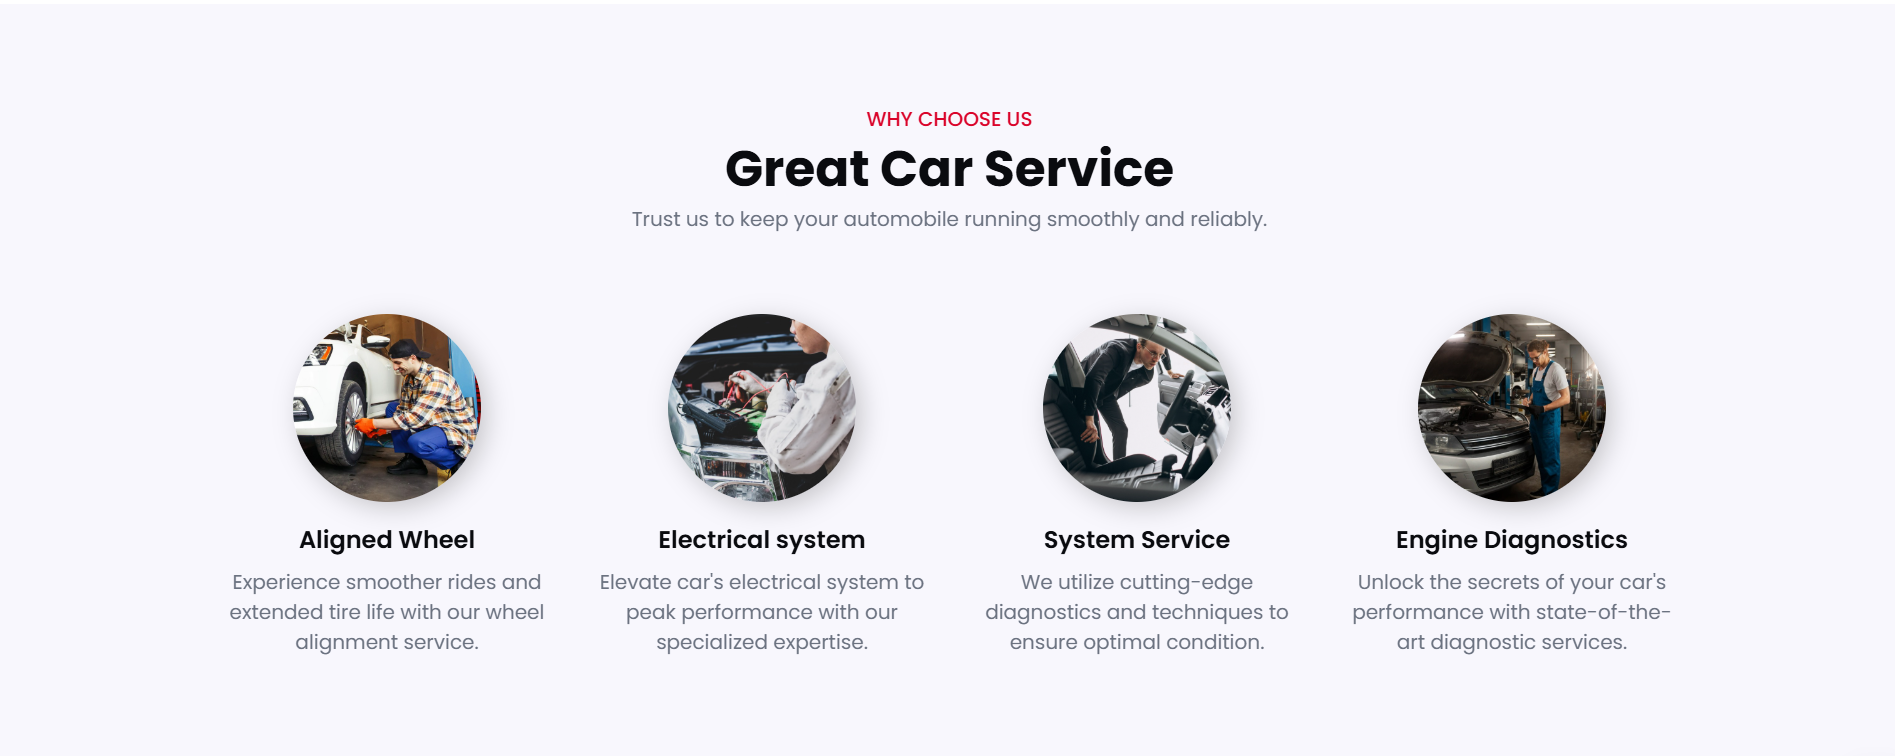 WHY CHOOSE US
Great Car Service
Trust us to keep your automobile running smoothly and reliably.
Aligned Wheel
Experience smoother rides and
extended tire life with our wheel
alignment service.
Electrical system
Elevate car's electrical system to
peak performance with our
specialized expertise.
System Service
We utilize cutting-edge
diagnostics and techniques to
ensure optimal condition.
Engine Diagnostics
Unlock the secrets of your car's
performance with state-of-the-
art diagnostic services.